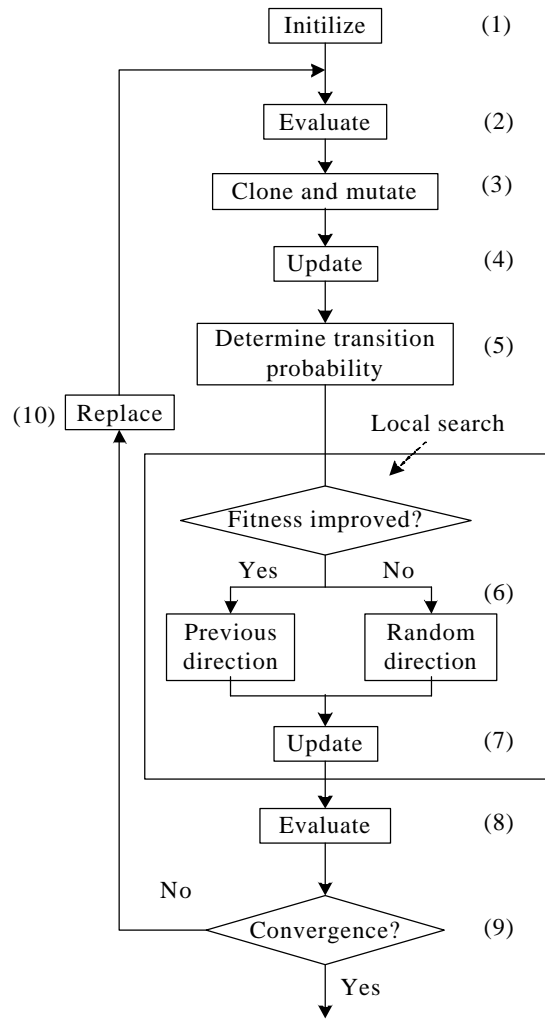 Initilize (1)
Evaluate (2)
Clone and mutate (3)
Update (4)
Determine transition
probability (5)
(10) Replace
Local search
Fitness improved?
Yes No
(6)
Previous Random
direction direction
Update (7)
Evaluate (8)
No
Convergence? (9)
Yes